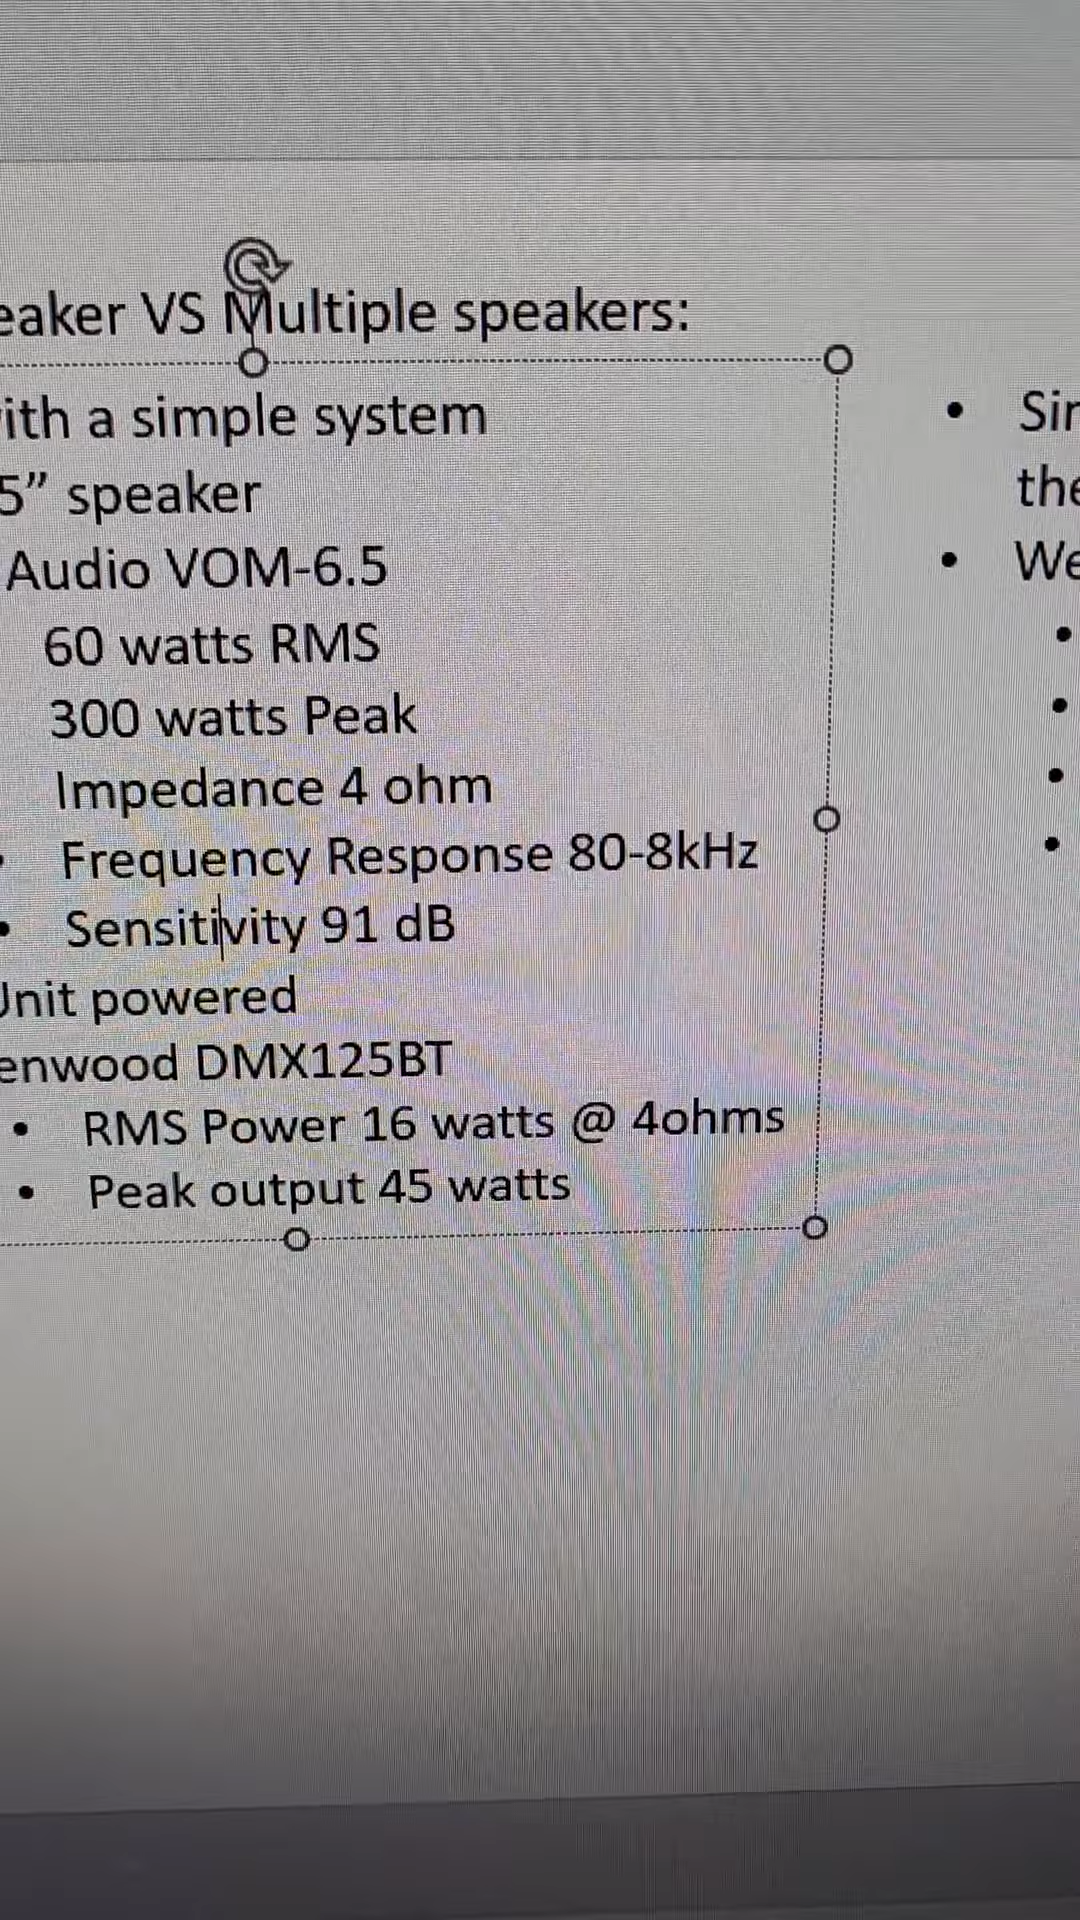 eaker VS Multiple speakers:
ith a simple system
5” speaker
Audio VOM-6.5
60 watts RMS
300 watts Peak
Impedance 4 ohm
• Frequency Response 80-8kHz
• Sensitivity 91 dB
Unit powered
enwood DMX125BT
• RMS Power 16 watts @ 4ohms
• Peak output 45 watts
• Sin
the
• We
•
•
•
•